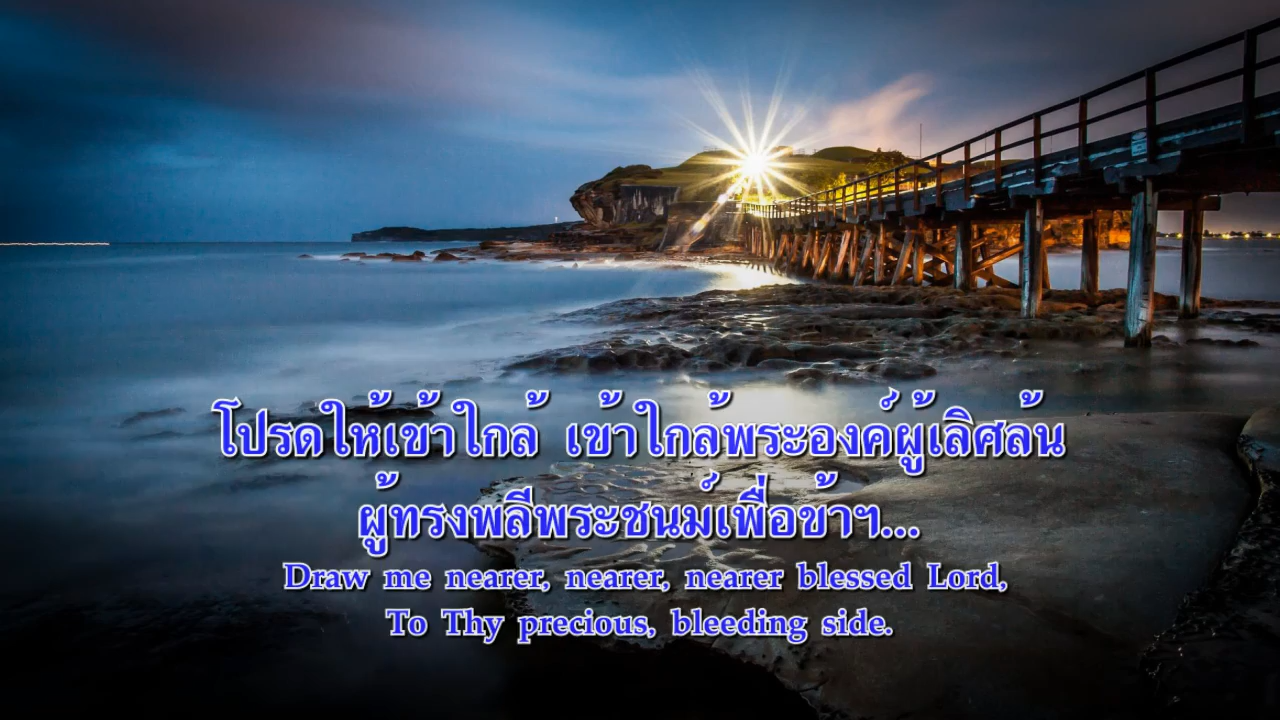 โปรดให้เข้าใกล้ เข้าใกล้พระองค์ผู้เลิศล้น
ผู้ทรงพลีพระชนม์เพื่อข้าฯ...
Draw me nearer, nearer, nearer blessed Lord,
To Thy precious, bleeding side.